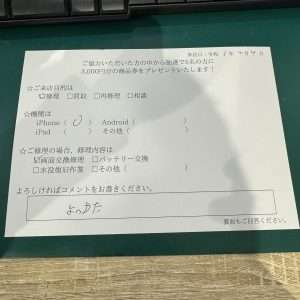 ご協力いただいた方の中から抽選で5名の方に
3,000円分の商品券をプレゼントいたします！
☆ご来店目的は
☑修理 □買取 □再修理 □相談
☆機種は
iPhone（ O ） Android（ ）
iPad （ ） その他（ ）
☆ご修理の場合、修理内容は
☑画面交換修理 □バッテリー交換
□水没復旧作業 □その他（ ）
よろしければコメントをお書きください。
よかった
裏面もご回答ください。